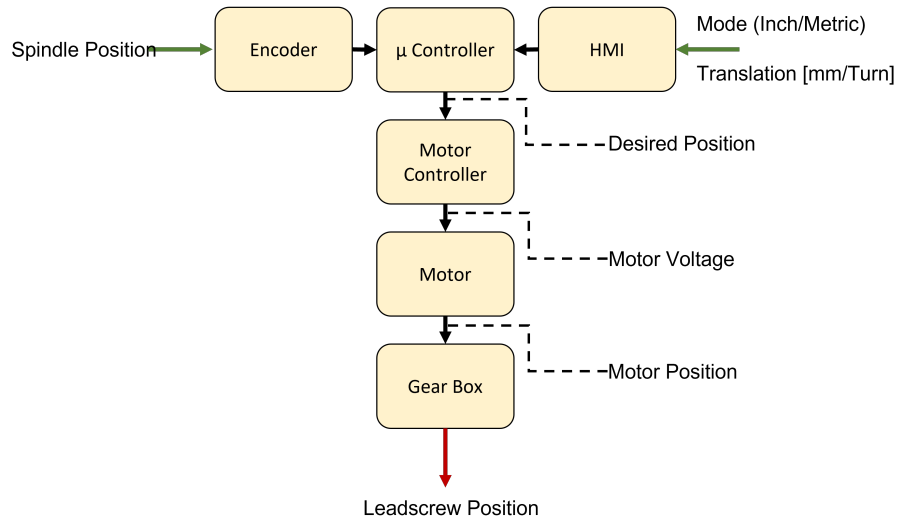 Mode (Inch/Metric)
Spindle Position
Encoder
µ Controller
HMI
Translation [mm/Turn]
Desired Position
Motor
Controller
Motor Voltage
Motor
Motor Position
Gear Box
Leadscrew Position